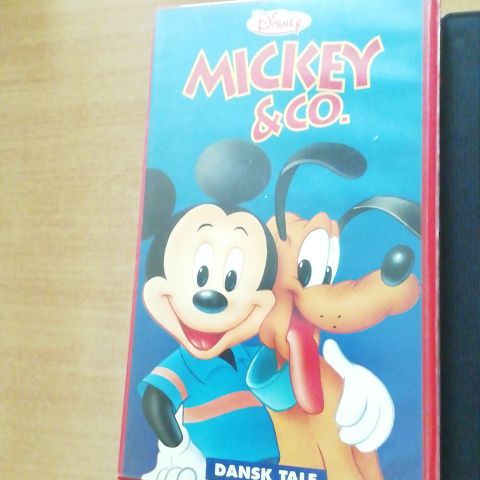 Disney
MICKEY
& CO.
DANSK TALE